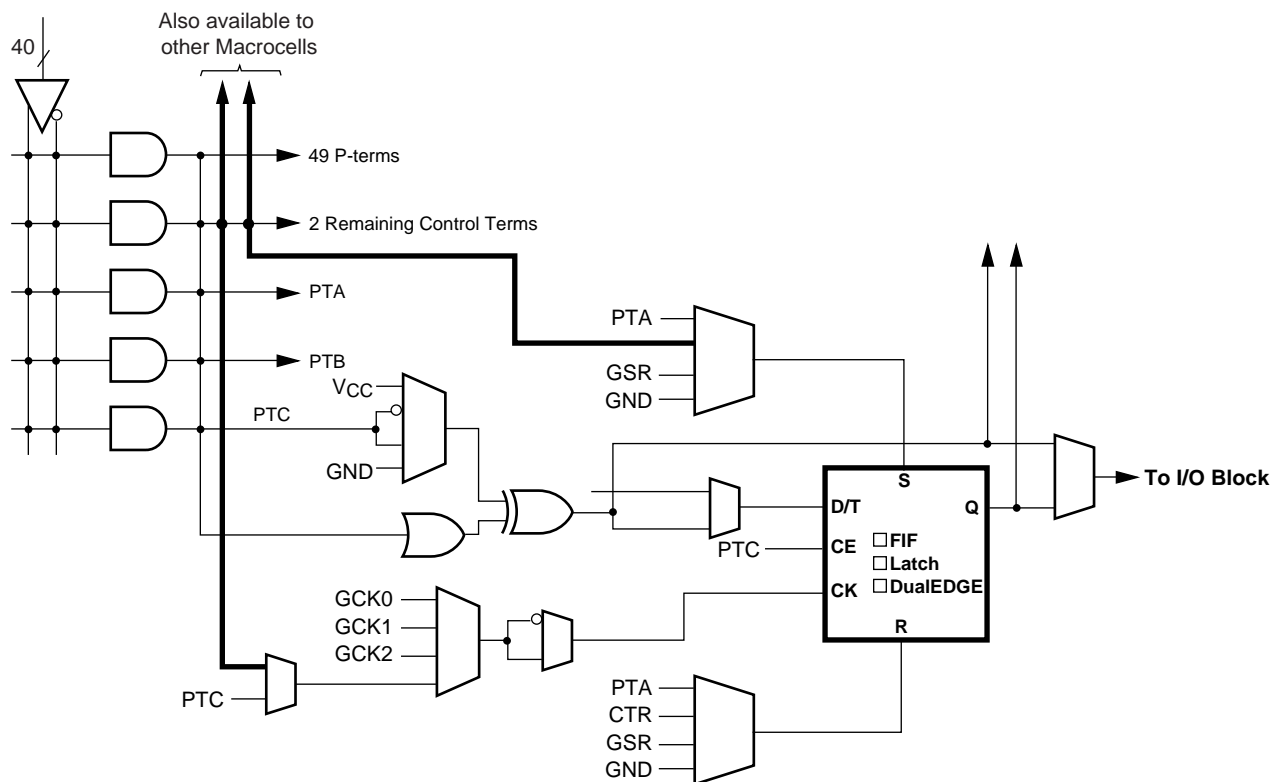 Also available to
other Macrocells
40
49 P-terms
2 Remaining Control Terms
PTA
PTB
PTC
VCC
GND
PTA
GSR
GND
To I/O Block
S
D/T
Q
CE
FIF
Latch
DualEDGE
CK
R
PTC
GCK0
GCK1
GCK2
PTC
PTA
CTR
GSR
GND